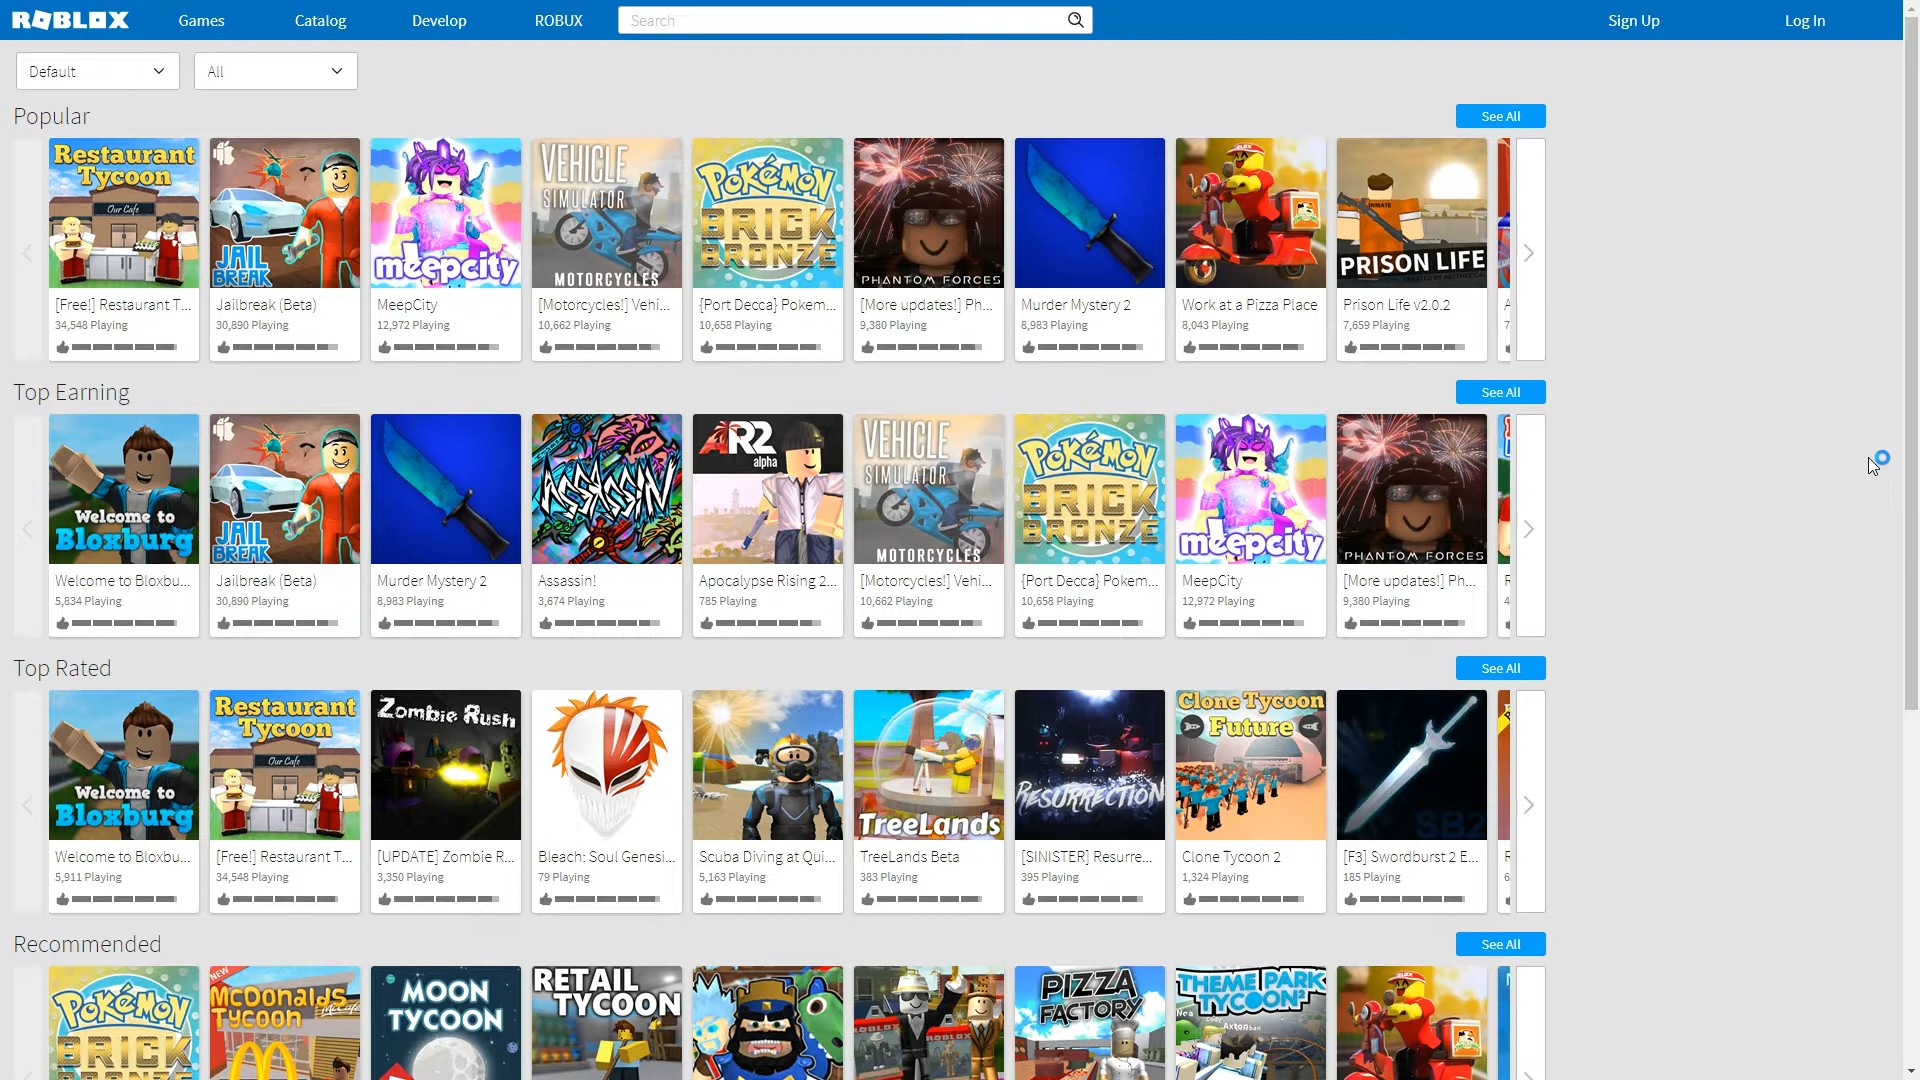 ROBLOX Games Catalog Develop ROBUX Search Sign Up Log In
Default All
Popular See All
Restaurant Tycoon Our Cafe
JAIL BREAK
meepcity
VEHICLE SIMULATOR MOTORCYCLES
POKÉMON BRICK BRONZE
PHANTOM FORCES
INMATE PRISON LIFE
[Free!] Restaurant T... Jailbreak (Beta) MeepCity [Motorcycles!] Vehi... {Port Decca} Pokem... [More updates!] Ph... Murder Mystery 2 Work at a Pizza Place Prison Life v2.0.2
34,548 Playing 30,890 Playing 12,972 Playing 10,662 Playing 10,658 Playing 9,380 Playing 8,983 Playing 8,043 Playing 7,659 Playing
Top Earning See All
Welcome to Bloxburg
JAIL BREAK
ASSASSIN
AR2 alpha
VEHICLE SIMULATOR MOTORCYCLES
POKÉMON BRICK BRONZE
meepcity
PHANTOM FORCES
Welcome to Bloxbu... Jailbreak (Beta) Murder Mystery 2 Assassin! Apocalypse Rising 2... [Motorcycles!] Vehi... {Port Decca} Pokem... MeepCity [More updates!] Ph...
5,834 Playing 30,890 Playing 8,983 Playing 3,674 Playing 785 Playing 10,662 Playing 10,658 Playing 12,972 Playing 9,380 Playing
Top Rated See All
Welcome to Bloxburg
Restaurant Tycoon Our Cafe
Zombie Rush
TreeLands
RESURRECTION
Clone Tycoon Future
SB2
Welcome to Bloxbu... [Free!] Restaurant T... [UPDATE] Zombie R... Bleach: Soul Genesi... Scuba Diving at Qui... TreeLands Beta [SINISTER] Resurre... Clone Tycoon 2 [F3] Swordburst 2 E...
5,911 Playing 34,548 Playing 3,350 Playing 79 Playing 5,163 Playing 383 Playing 395 Playing 1,324 Playing 185 Playing
Recommended See All
POKÉMON BRICK BRONZE
NEW McDonalds Tycoon McCafe
MOON TYCOON
RETAIL TYCOON
ROBLOX
PIZZA FACTORY
THEME PARK TYCOON 2